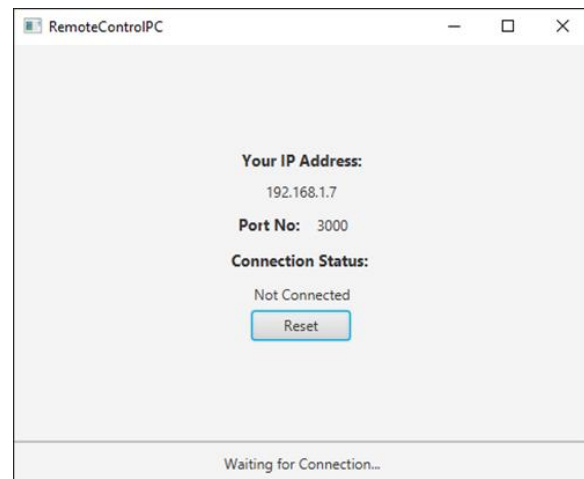 RemoteControlPC
Your IP Address:
192.168.1.7
Port No: 3000
Connection Status:
Not Connected
Reset
Waiting for Connection...